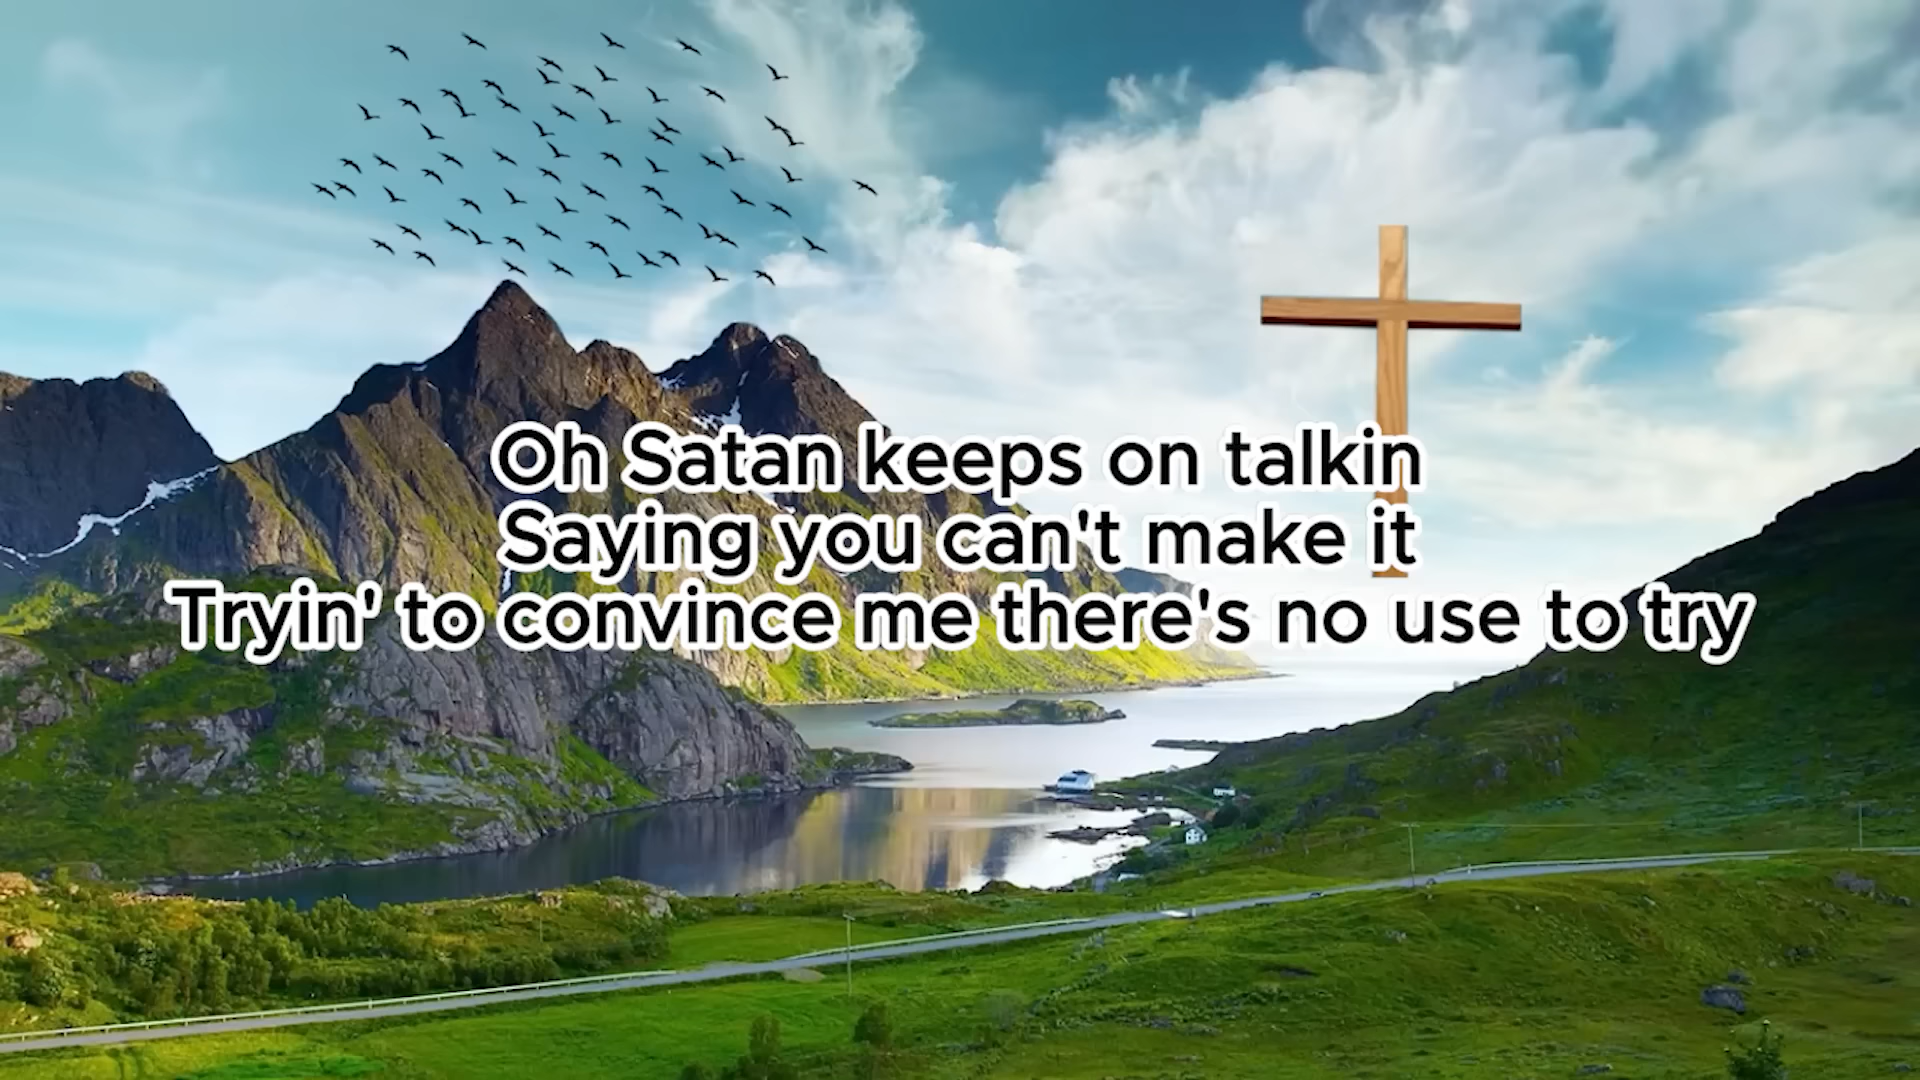 Oh Satan keeps on talkin
Saying you can't make it
Tryin' to convince me there's no use to try